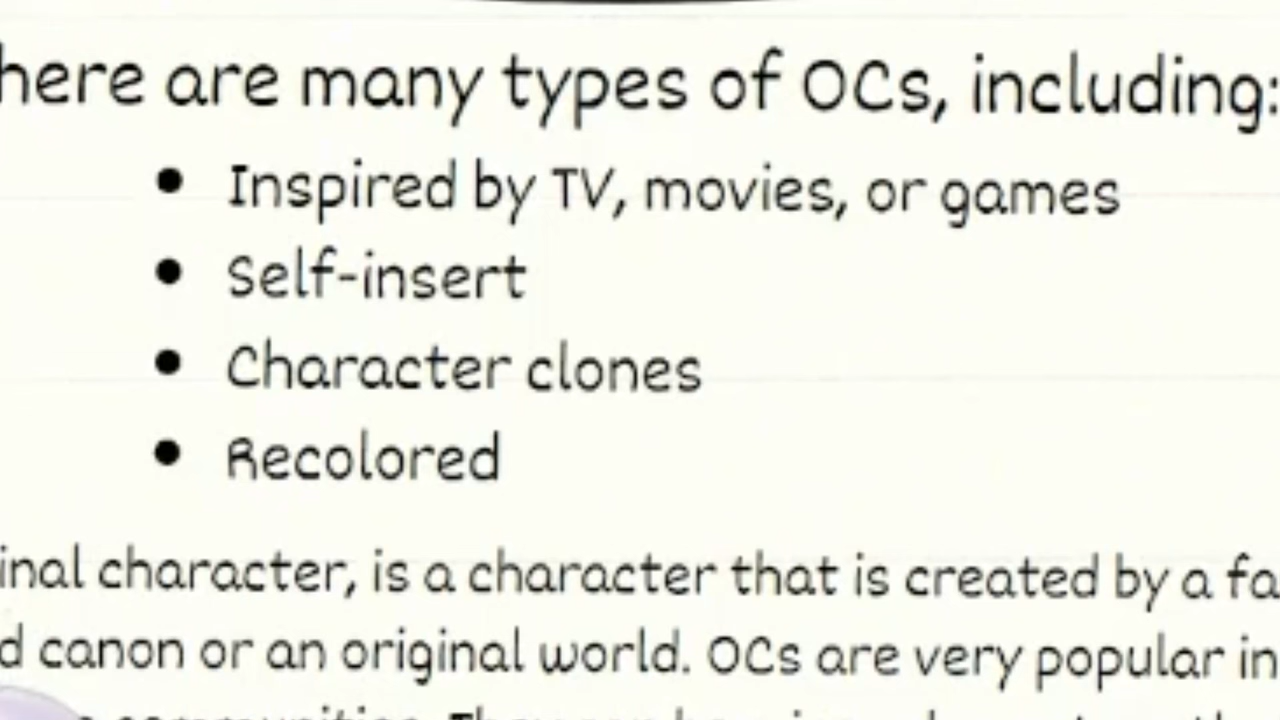 here are many types of OCs, including:
• Inspired by TV, movies, or games
• Self-insert
• Character clones
• Recolored
inal character, is a character that is created by a fa
d canon or an original world. OCs are very popular in